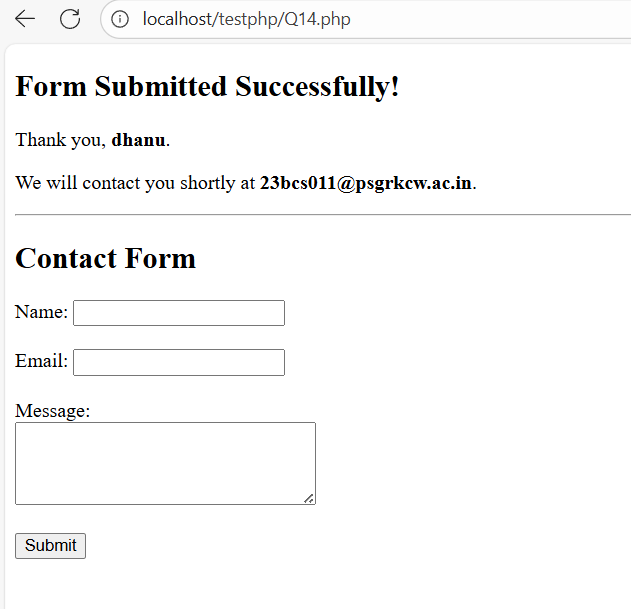 localhost/testphp/Q14.php
Form Submitted Successfully!
Thank you, dhanu.
We will contact you shortly at 23bcs011@psgrkcw.ac.in.
Contact Form
Name:
Email:
Message:
Submit